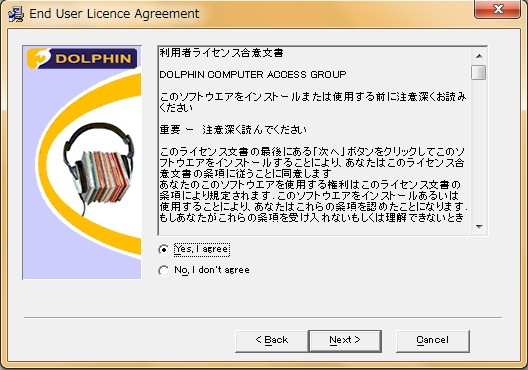 End User Licence Agreement
DOLPHIN
利用者ライセンス合意文書
DOLPHIN COMPUTER ACCESS GROUP
このソフトウエアをインストールまたは使用する前に注意深くお読み
ください
重要 － 注意深く読んでください
このライセンス文書の最後にある「次へ」ボタンをクリックしてこのソ
フトウエアをインストールすることにより、あなたはこのライセンス合
意文書の条項に従うことに同意します
あなたのこのソフトウエアを使用する権利はこのライセンス文書の
条項により規定されます．このソフトウエアをインストールあるいは
使用することにより、あなたはこれらの条項を認めたことになります．
もしあなたがこれらの条項を受け入れないもしくは理解できないとき
Yes, I agree
No, I don't agree
< Back
Next >
Cancel